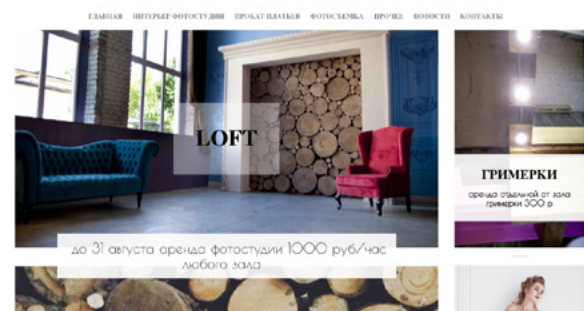 ГЛАВНАЯ ИНТЕРЬЕР ФОТОСТУДИИ ПРОКАТ ПЛАТЬЕВ ФОТОСЪЕМКА ПРОЧЕЕ НОВОСТИ КОНТАКТЫ
LOFT
до 31 августа аренда фотостудии 1000 руб/час
любого зала
ГРИМЕРКИ
аренда отдельной от зала
гримерки 300 р